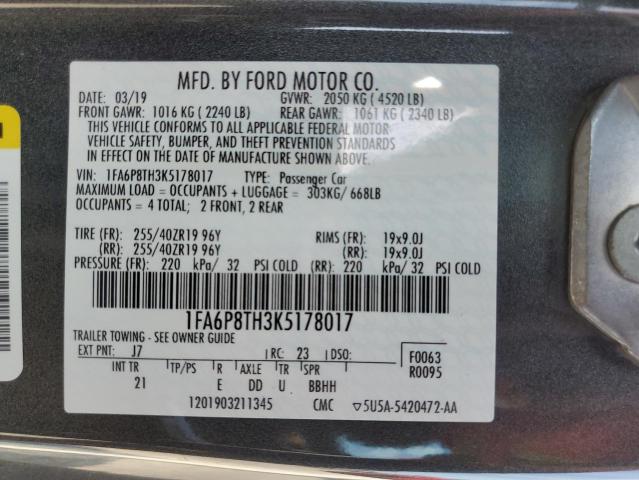 MFD. BY FORD MOTOR CO.
DATE: 03/19 GVWR: 2050 KG ( 4520 LB)
FRONT GAWR: 1016 KG ( 2240 LB) REAR GAWR: 1061 KG ( 2340 LB)
THIS VEHICLE CONFORMS TO ALL APPLICABLE FEDERAL MOTOR
VEHICLE SAFETY, BUMPER, AND THEFT PREVENTION STANDARDS
IN EFFECT ON THE DATE OF MANUFACTURE SHOWN ABOVE.
VIN: 1FA6P8TH3K5178017 TYPE: Passenger Car
MAXIMUM LOAD = OCCUPANTS + LUGGAGE = 303KG/ 668LB
OCCUPANTS = 4 TOTAL; 2 FRONT, 2 REAR
TIRE (FR): 255/40ZR19 96Y RIMS (FR): 19x9.0J
(RR): 255/40ZR19 96Y (RR): 19x9.0J
PRESSURE (FR): 220 kPa/ 32 PSI COLD (RR): 220 kPa/ 32 PSI COLD
1FA6P8TH3K5178017
TRAILER TOWING - SEE OWNER GUIDE
EXT PNT: J7 RC: 23 DSO: F0063
INT TR TP/PS R AXLE TR SPR R0095
21 E DD U BBHH
1201903211345 CMC ▽5U5A-5420472-AA